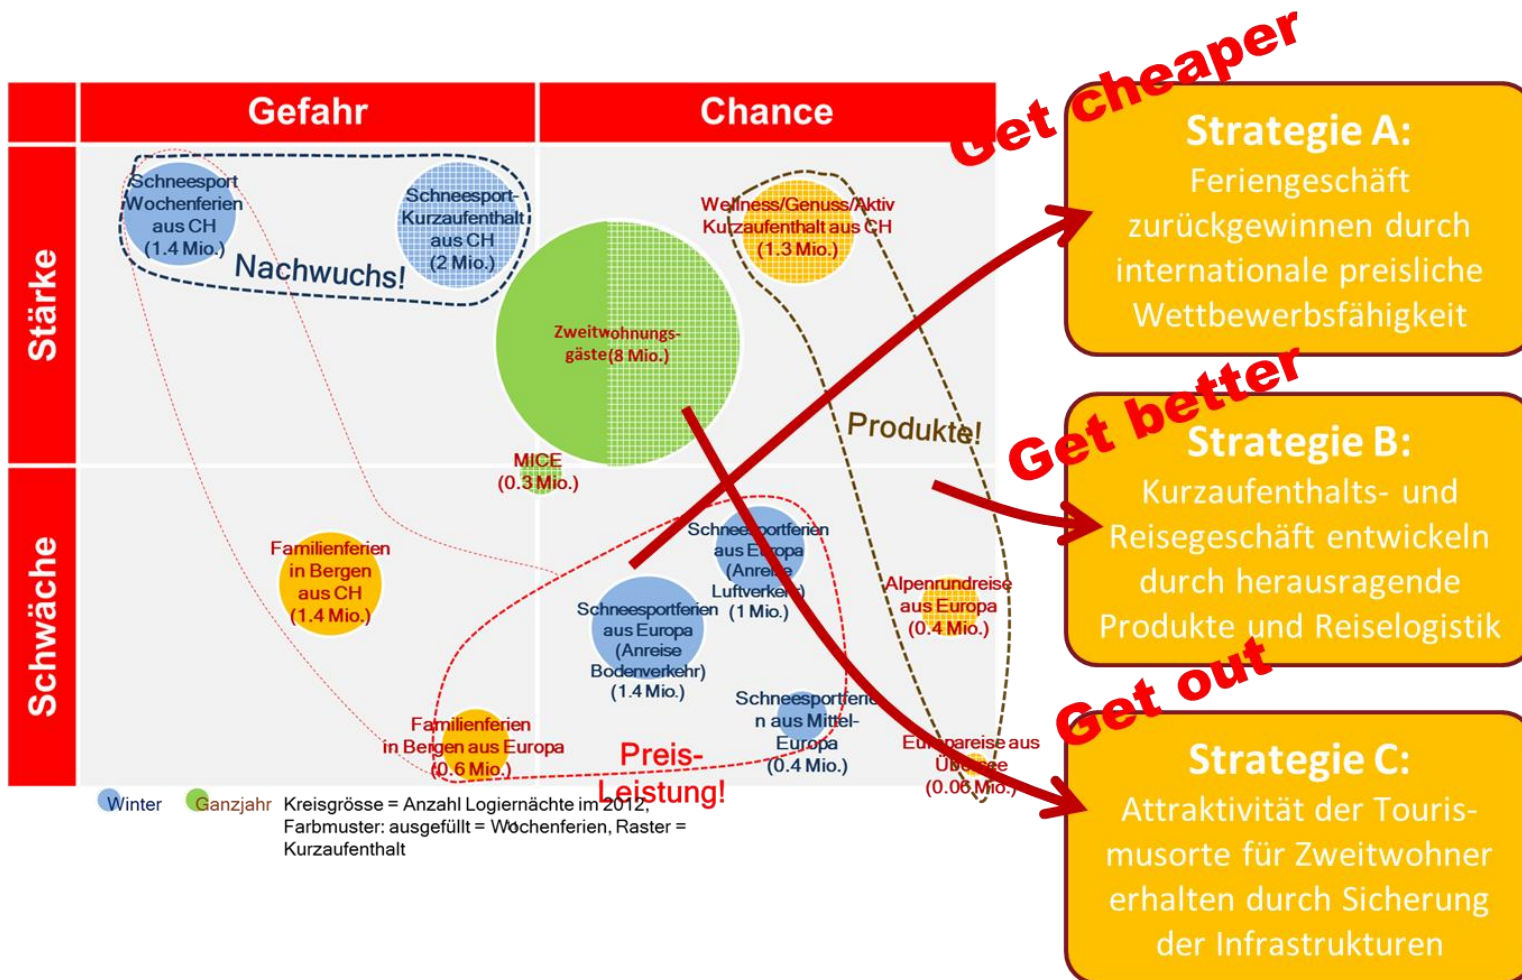 Get cheaper
Gefahr
Chance
Stärke
Schwäche
Schneesport
Wochenferien
aus CH
(1.4 Mio.)
Schneesport-
Kurzaufenthalt
aus CH
(2 Mio.)
Nachwuchs!
Wellness/Genuss/Aktiv
Kurzaufenthalt aus CH
(1.3 Mio.)
Zweitwohnungs-
gäste(8 Mio.)
Produkte!
MICE
(0.3 Mio.)
Familienferien
in Bergen
aus CH
(1.4 Mio.)
Schneesportferien
aus Europa
(Anreise
Luftverkehr)
(1 Mio.)
Schneesportferien
aus Europa
(Anreise
Bodenverkehr)
(1.4 Mio.)
Alpenrundreise
aus Europa
(0.4 Mio.)
Familienferien
in Bergen aus Europa
(0.6 Mio.)
Schneesportferie
n aus Mittel-
Europa
(0.4 Mio.)
Europareise aus
Übersee
(0.06 Mio.)
Preis-
Leistung!
Winter
Ganzjahr
Kreisgrösse = Anzahl Logiernächte im 2012;
Farbmuster: ausgefüllt = Wochenferien, Raster =
Kurzaufenthalt
Strategie A:
Feriengeschäft
zurückgewinnen durch
internationale preisliche
Wettbewerbsfähigkeit
Get better
Strategie B:
Kurzaufenthalts- und
Reisegeschäft entwickeln
durch herausragende
Produkte und Reiselogistik
Get out
Strategie C:
Attraktivität der Touris-
musorte für Zweitwohner
erhalten durch Sicherung
der Infrastrukturen